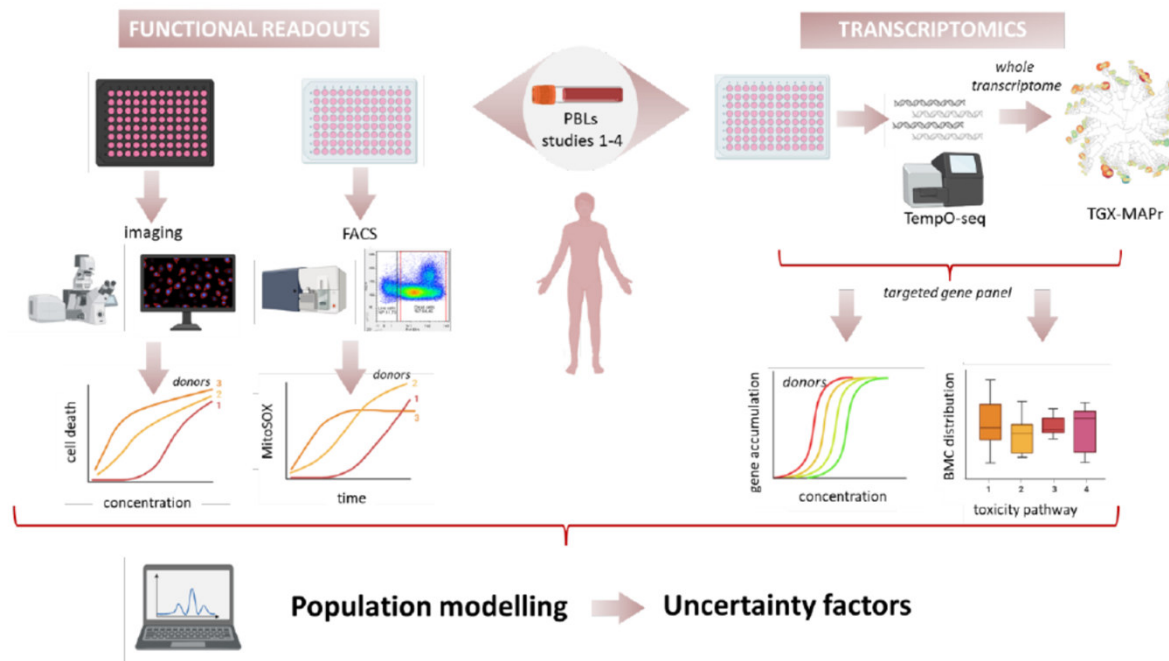 FUNCTIONAL READOUTS
TRANSCRIPTOMICS
PBLs
studies 1-4
whole
transcriptome
imaging
FACS
TempO-seq
TGX-MAPr
targeted gene panel
donors
3
2
1
cell death
concentration
donors
2
1
3
MitoSOX
time
donors
gene accumulation
concentration
BMC distribution
1 2 3 4
toxicity pathway
Population modelling
Uncertainty factors